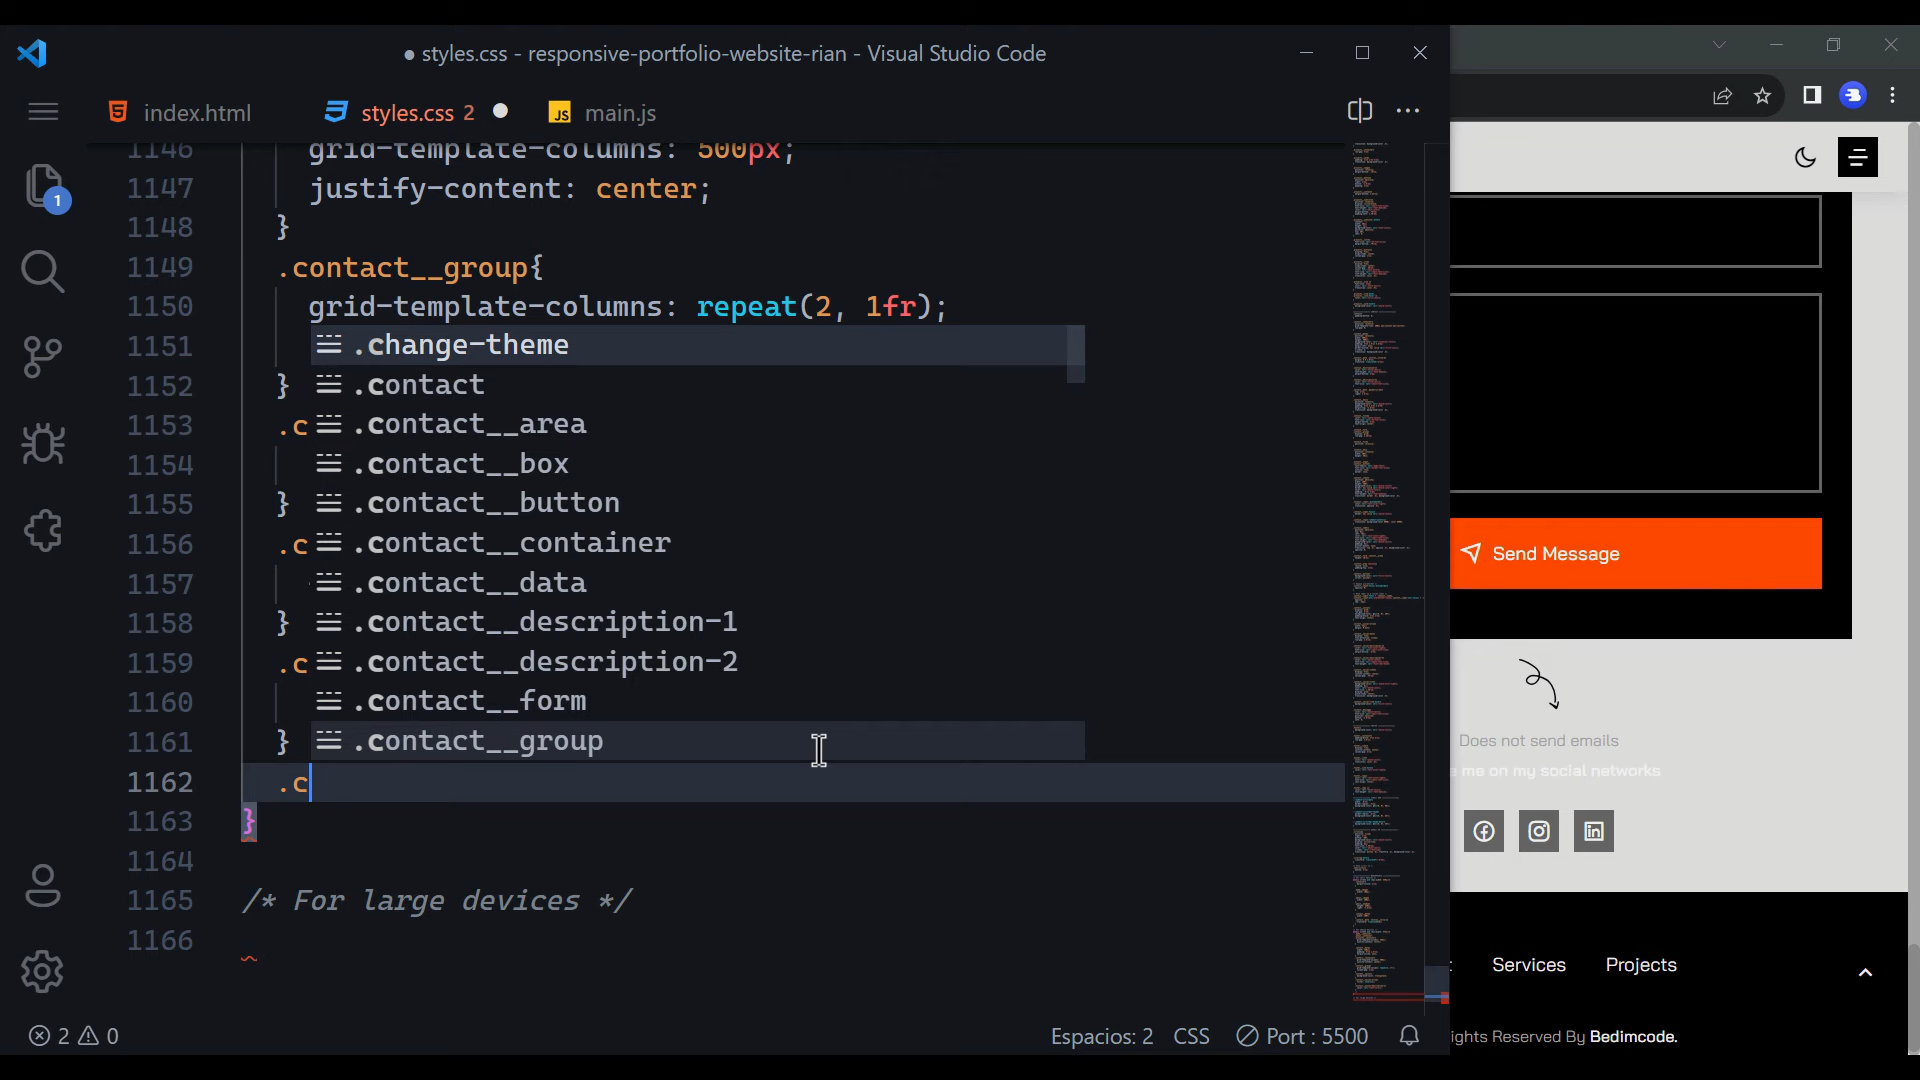 ● styles.css - responsive-portfolio-website-rian - Visual Studio Code
index.html
styles.css 2
JS main.js
1
1146 grid-template-columns: 500px;
1147 justify-content: center;
1148 }
1149 .contact__group{
1150 grid-template-columns: repeat(2, 1fr);
1151 .change-theme
1152 } .contact
1153 .c .contact__area
1154 .contact__box
1155 } .contact__button
1156 .c .contact__container
1157 .contact__data
1158 } .contact__description-1
1159 .c .contact__description-2
1160 .contact__form
1161 } .contact__group
1162 .c
1163 }
1164
1165 /* For large devices */
1166
2 0
Espacios: 2 CSS Port : 5500
Send Message
Does not send emails
me on my social networks
Services Projects
ights Reserved By Bedimcode.